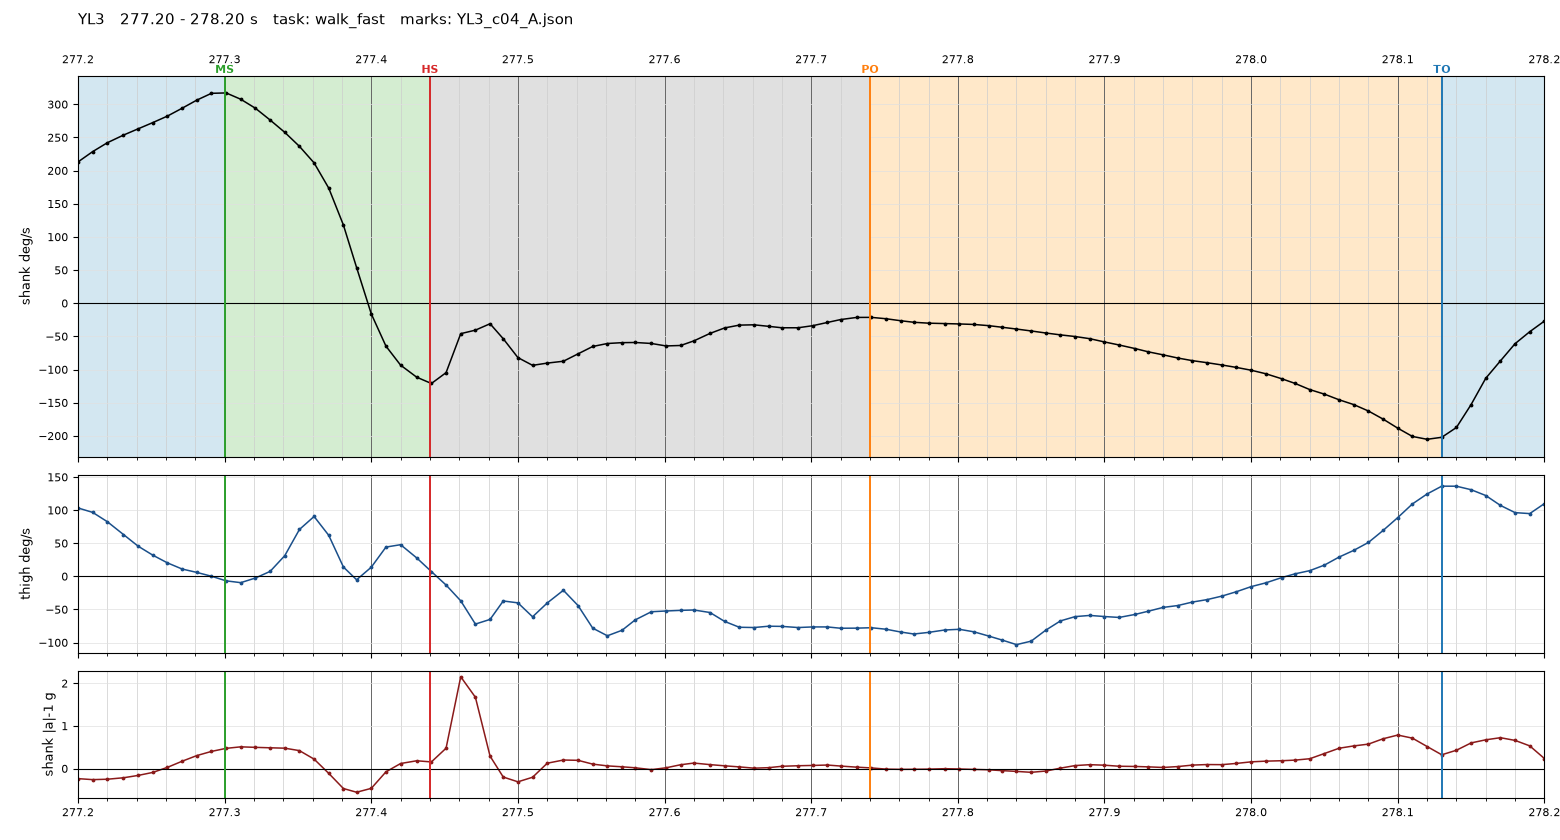 YL3   277.20 - 278.20 s   task: walk_fast   marks: YL3_c04_A.json
277.2 277.3 277.4 277.5 277.6 277.7 277.8 277.9 278.0 278.1 278.2
MS HS PO TO
shank deg/s
300
250
200
150
100
50
0
−50
−100
−150
−200
thigh deg/s
150
100
50
0
−50
−100
shank |a|-1 g
2
1
0
277.2 277.3 277.4 277.5 277.6 277.7 277.8 277.9 278.0 278.1 278.2